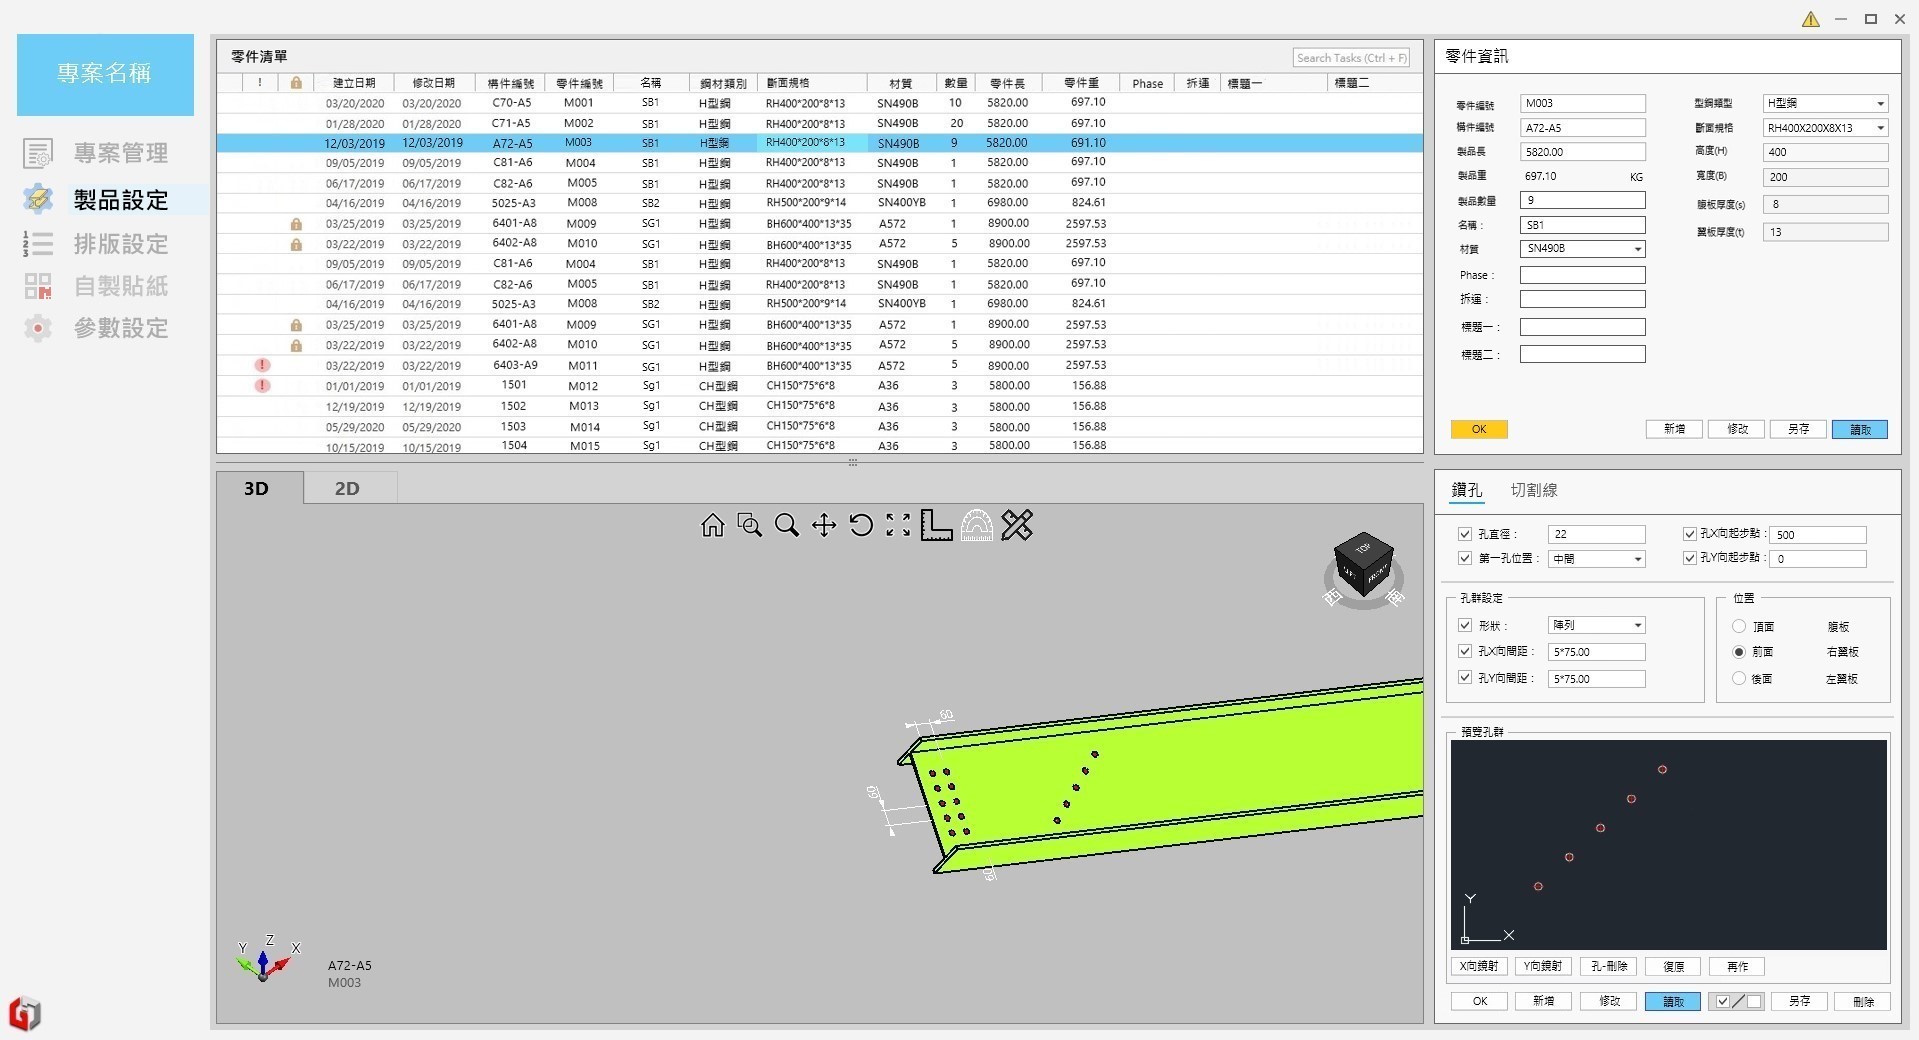 專案名稱
專案管理
製品設定
排版設定
自製貼紙
參數設定
零件清單
Search Tasks (Ctrl + F)
! 建立日期 修改日期 構件編號 零件編號 名稱 鋼材類別 斷面規格 材質 數量 零件長 零件重 Phase 拆運 標題一 標題二
03/20/2020 03/20/2020 C70-A5 M001 SB1 H型鋼 RH400*200*8*13 SN490B 10 5820.00 697.10
01/28/2020 01/28/2020 C71-A5 M002 SB1 H型鋼 RH400*200*8*13 SN490B 20 5820.00 697.10
12/03/2019 12/03/2019 A72-A5 M003 SB1 H型鋼 RH400*200*8*13 SN490B 9 5820.00 691.10
09/05/2019 09/05/2019 C81-A6 M004 SB1 H型鋼 RH400*200*8*13 SN490B 1 5820.00 697.10
06/17/2019 06/17/2019 C82-A6 M005 SB1 H型鋼 RH400*200*8*13 SN490B 1 5820.00 697.10
04/16/2019 04/16/2019 5025-A3 M008 SB2 H型鋼 RH500*200*9*14 SN400YB 1 6980.00 824.61
03/25/2019 03/25/2019 6401-A8 M009 SG1 H型鋼 BH600*400*13*35 A572 1 8900.00 2597.53
03/22/2019 03/22/2019 6402-A8 M010 SG1 H型鋼 BH600*400*13*35 A572 5 8900.00 2597.53
09/05/2019 09/05/2019 C81-A6 M004 SB1 H型鋼 RH400*200*8*13 SN490B 1 5820.00 697.10
06/17/2019 06/17/2019 C82-A6 M005 SB1 H型鋼 RH400*200*8*13 SN490B 1 5820.00 697.10
04/16/2019 04/16/2019 5025-A3 M008 SB2 H型鋼 RH500*200*9*14 SN400YB 1 6980.00 824.61
03/25/2019 03/25/2019 6401-A8 M009 SG1 H型鋼 BH600*400*13*35 A572 1 8900.00 2597.53
03/22/2019 03/22/2019 6402-A8 M010 SG1 H型鋼 BH600*400*13*35 A572 5 8900.00 2597.53
! 03/22/2019 03/22/2019 6403-A9 M011 SG1 H型鋼 BH600*400*13*35 A572 5 8900.00 2597.53
! 01/01/2019 01/01/2019 1501 M012 Sg1 CH型鋼 CH150*75*6*8 A36 3 5800.00 156.88
12/19/2019 12/19/2019 1502 M013 Sg1 CH型鋼 CH150*75*6*8 A36 3 5800.00 156.88
05/29/2020 05/29/2020 1503 M014 Sg1 CH型鋼 CH150*75*6*8 A36 3 5800.00 156.88
10/15/2019 10/15/2019 1504 M015 Sg1 CH型鋼 CH150*75*6*8 A36 3 5800.00 156.88
零件資訊
零件編號 M003 型鋼類型 H型鋼
構件編號 A72-A5 斷面規格 RH400X200X8X13
製品長 5820.00 高度(H) 400
製品重 697.10 KG 寬度(B) 200
製品數量 9 腹板厚度(s) 8
名稱： SB1 翼板厚度(t) 13
材質 SN490B
Phase :
拆運 :
標題一 :
標題二 :
OK 新增 修改 另存 讀取
3D 2D
TOP
LEFT FRONT
西 南
60
60
60
Y Z X
A72-A5
M003
鑽孔 切割線
孔直徑 : 22 孔X向起步點 : 500
第一孔位置 : 中間 孔Y向起步點 : 0
孔群設定 位置
形狀 : 陣列 頂面 腹板
孔X向間距 : 5*75.00 前面 右翼板
孔Y向間距 : 5*75.00 後面 左翼板
預覽孔群
Y
X
X向鏡射 Y向鏡射 孔-刪除 復原 再作
OK 新增 修改 讀取 另存 刪除